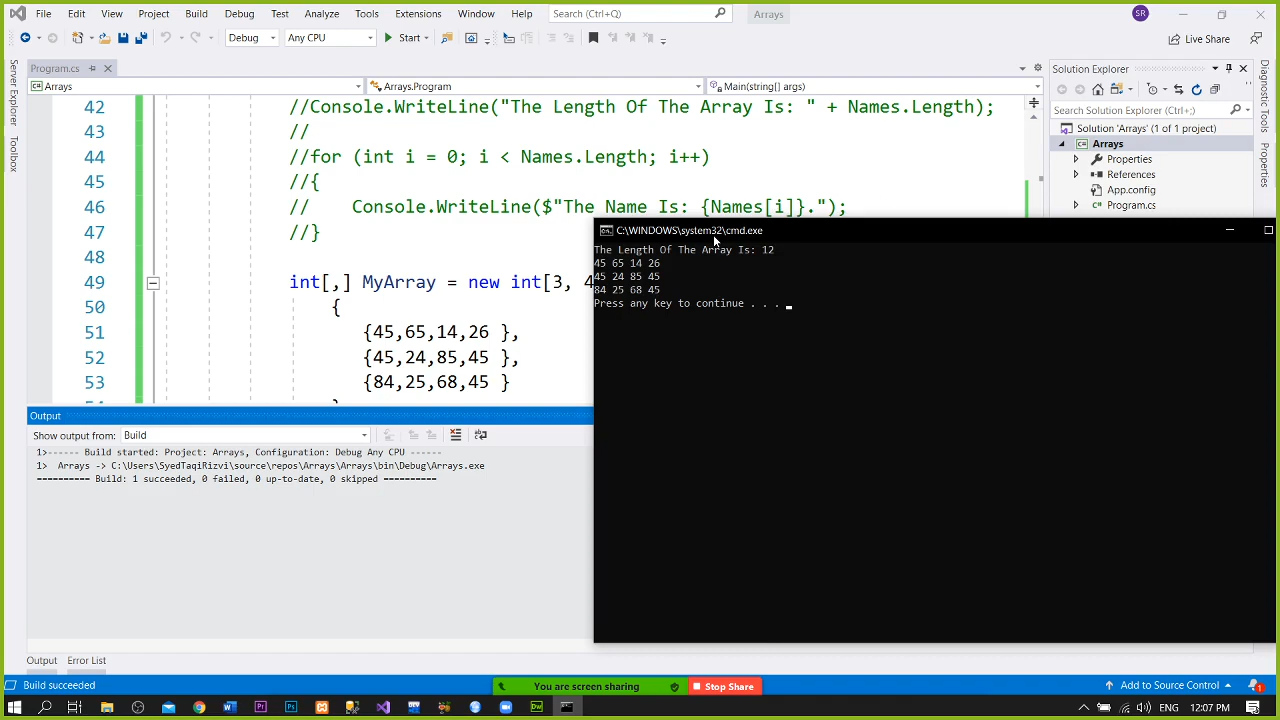 File Edit View Project Build Debug Test Analyze Tools Extensions Window Help Search (Ctrl+Q) Arrays SR
Debug Any CPU Start Live Share
Server Explorer
Toolbox
Program.cs
Arrays Arrays.Program Main(string[] args)
42 //Console.WriteLine("The Length Of The Array Is: " + Names.Length);
43 //
44 //for (int i = 0; i < Names.Length; i++)
45 //{
46 // Console.WriteLine($"The Name Is: {Names[i]}.");
47 //}
48
49 int[,] MyArray = new int[3, 4
50 {
51 {45,65,14,26 },
52 {45,24,85,45 },
53 {84,25,68,45 }
Solution Explorer
Search Solution Explorer (Ctrl+;)
Solution 'Arrays' (1 of 1 project)
C# Arrays
Properties
References
App.config
Program.cs
Diagnostic Tools
Properties
C:\WINDOWS\system32\cmd.exe
The Length Of The Array Is: 12
45 65 14 26
45 24 85 45
84 25 68 45
Press any key to continue . . .
Output
Show output from: Build
1>------ Build started: Project: Arrays, Configuration: Debug Any CPU ------
1> Arrays -> C:\Users\SyedTaqiRizvi\source\repos\Arrays\Arrays\bin\Debug\Arrays.exe
========== Build: 1 succeeded, 0 failed, 0 up-to-date, 0 skipped ==========
Output Error List
Build succeeded
You are screen sharing Stop Share
Add to Source Control 1
ENG 12:07 PM